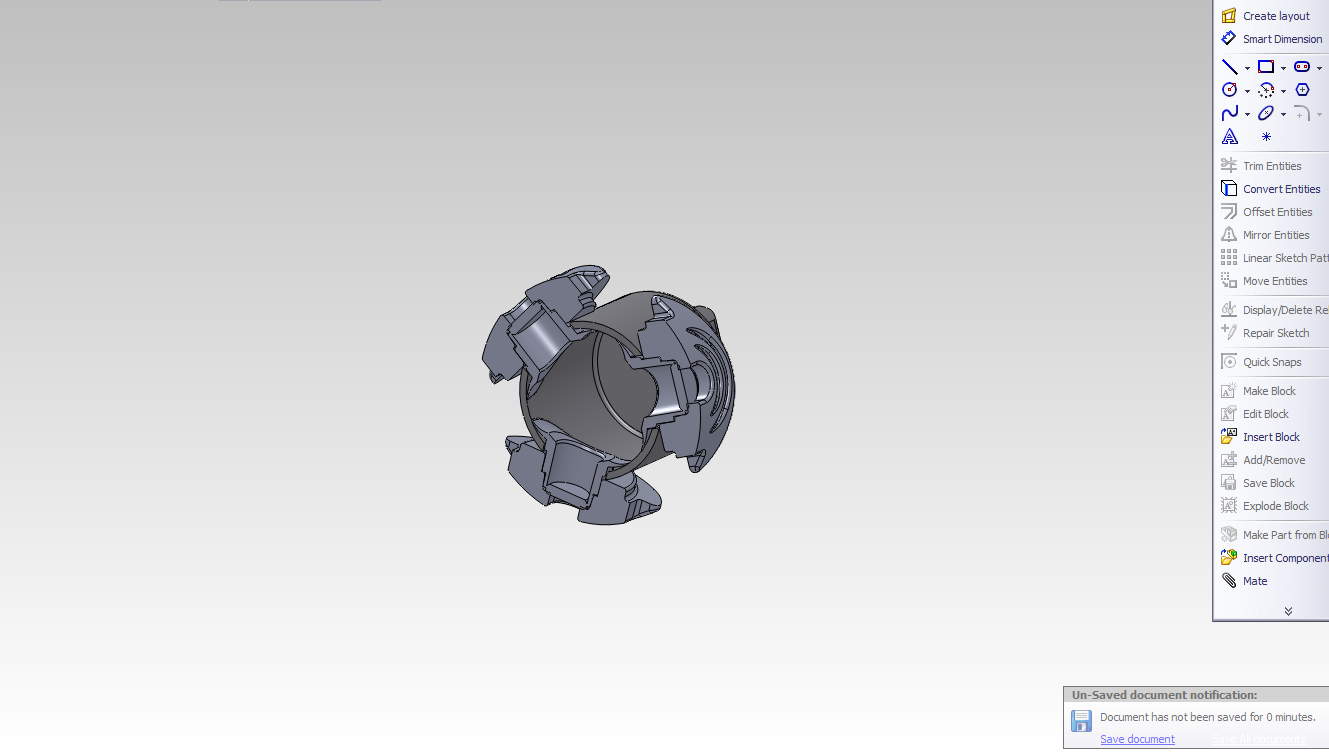 Create layout
Smart Dimension
Trim Entities
Convert Entities
Offset Entities
Mirror Entities
Linear Sketch Patt
Move Entities
Display/Delete Re
Repair Sketch
Quick Snaps
Make Block
Edit Block
Insert Block
Add/Remove
Save Block
Explode Block
Make Part from Bl
Insert Component
Mate
Un-Saved document notification:
Document has not been saved for 0 minutes.
Save document Save All documents